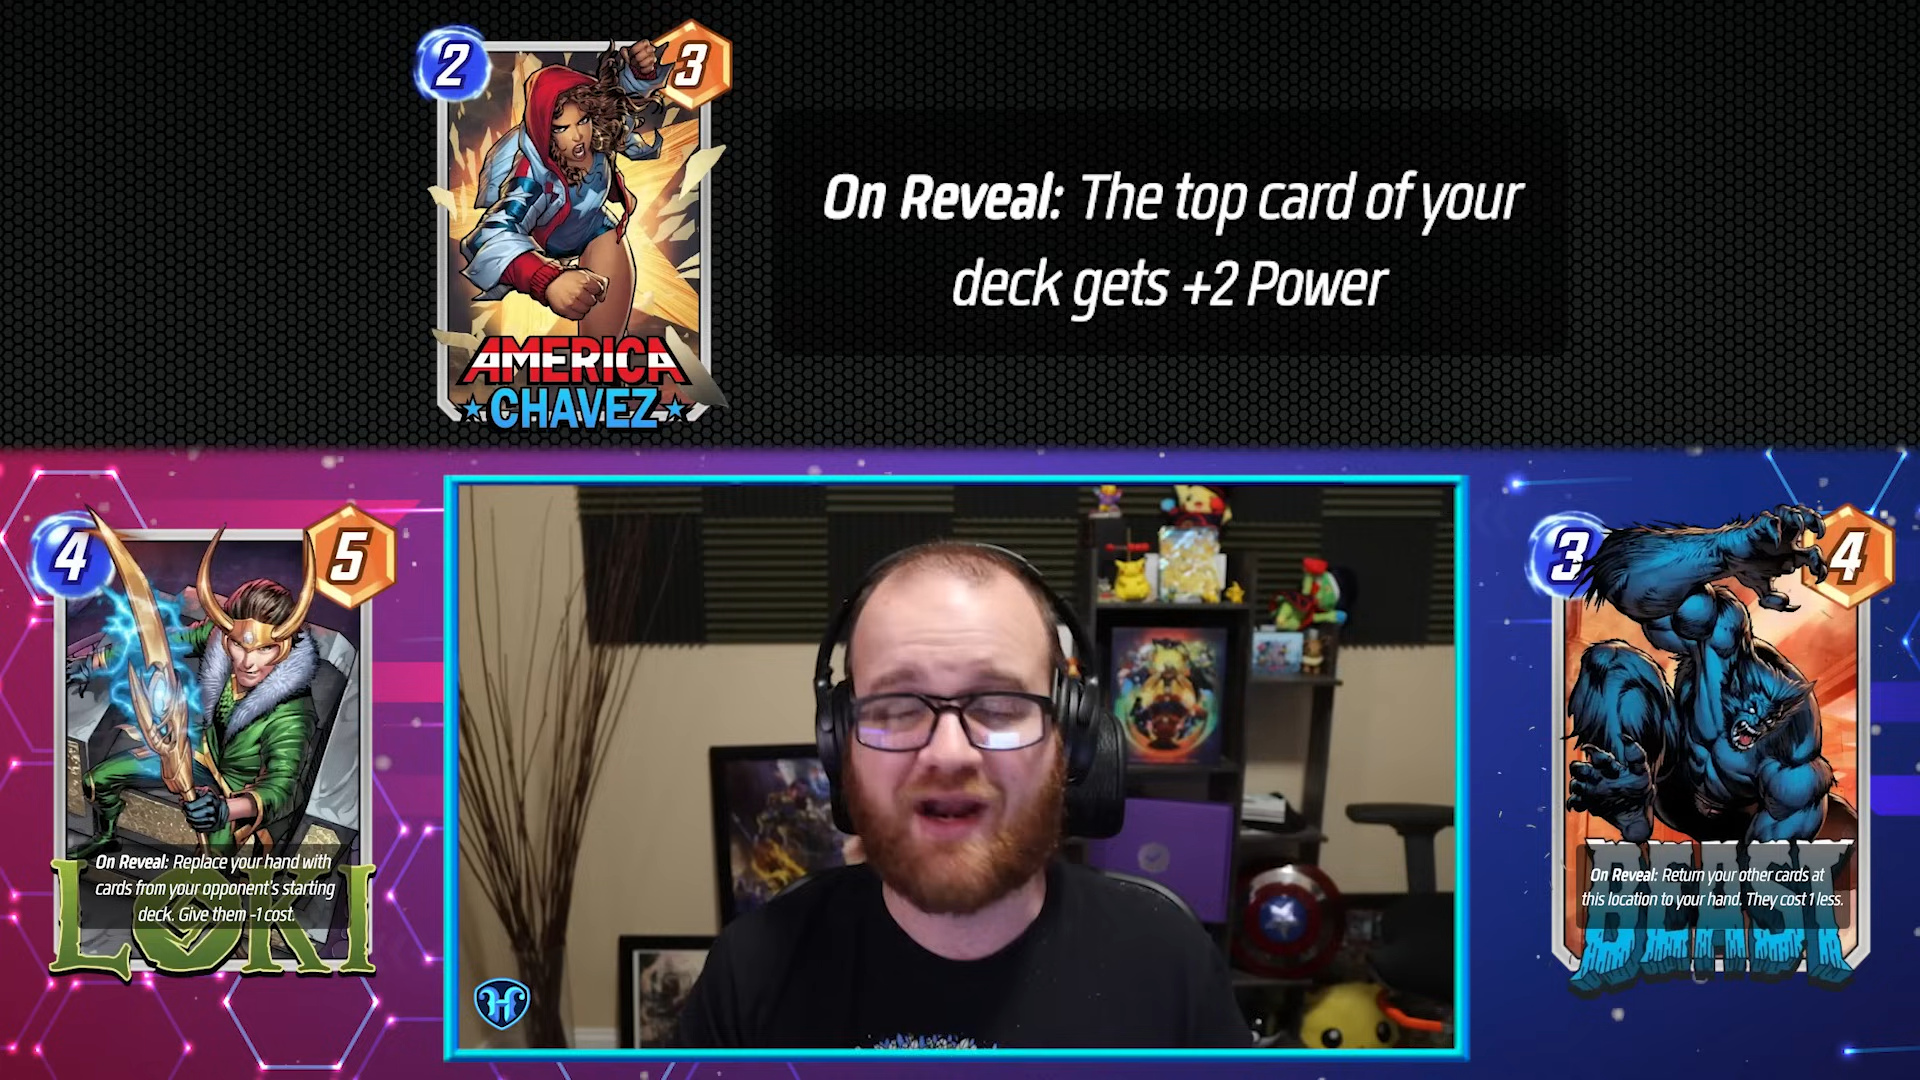 2
3
On Reveal: The top card of your
deck gets +2 Power
AMERICA
CHAVEZ
4
5
On Reveal: Replace your hand with
cards from your opponent's starting
deck. Give them -1 cost.
LOKI
3
4
On Reveal: Return your other cards at
this location to your hand. They cost 1 less.
BEAST
H